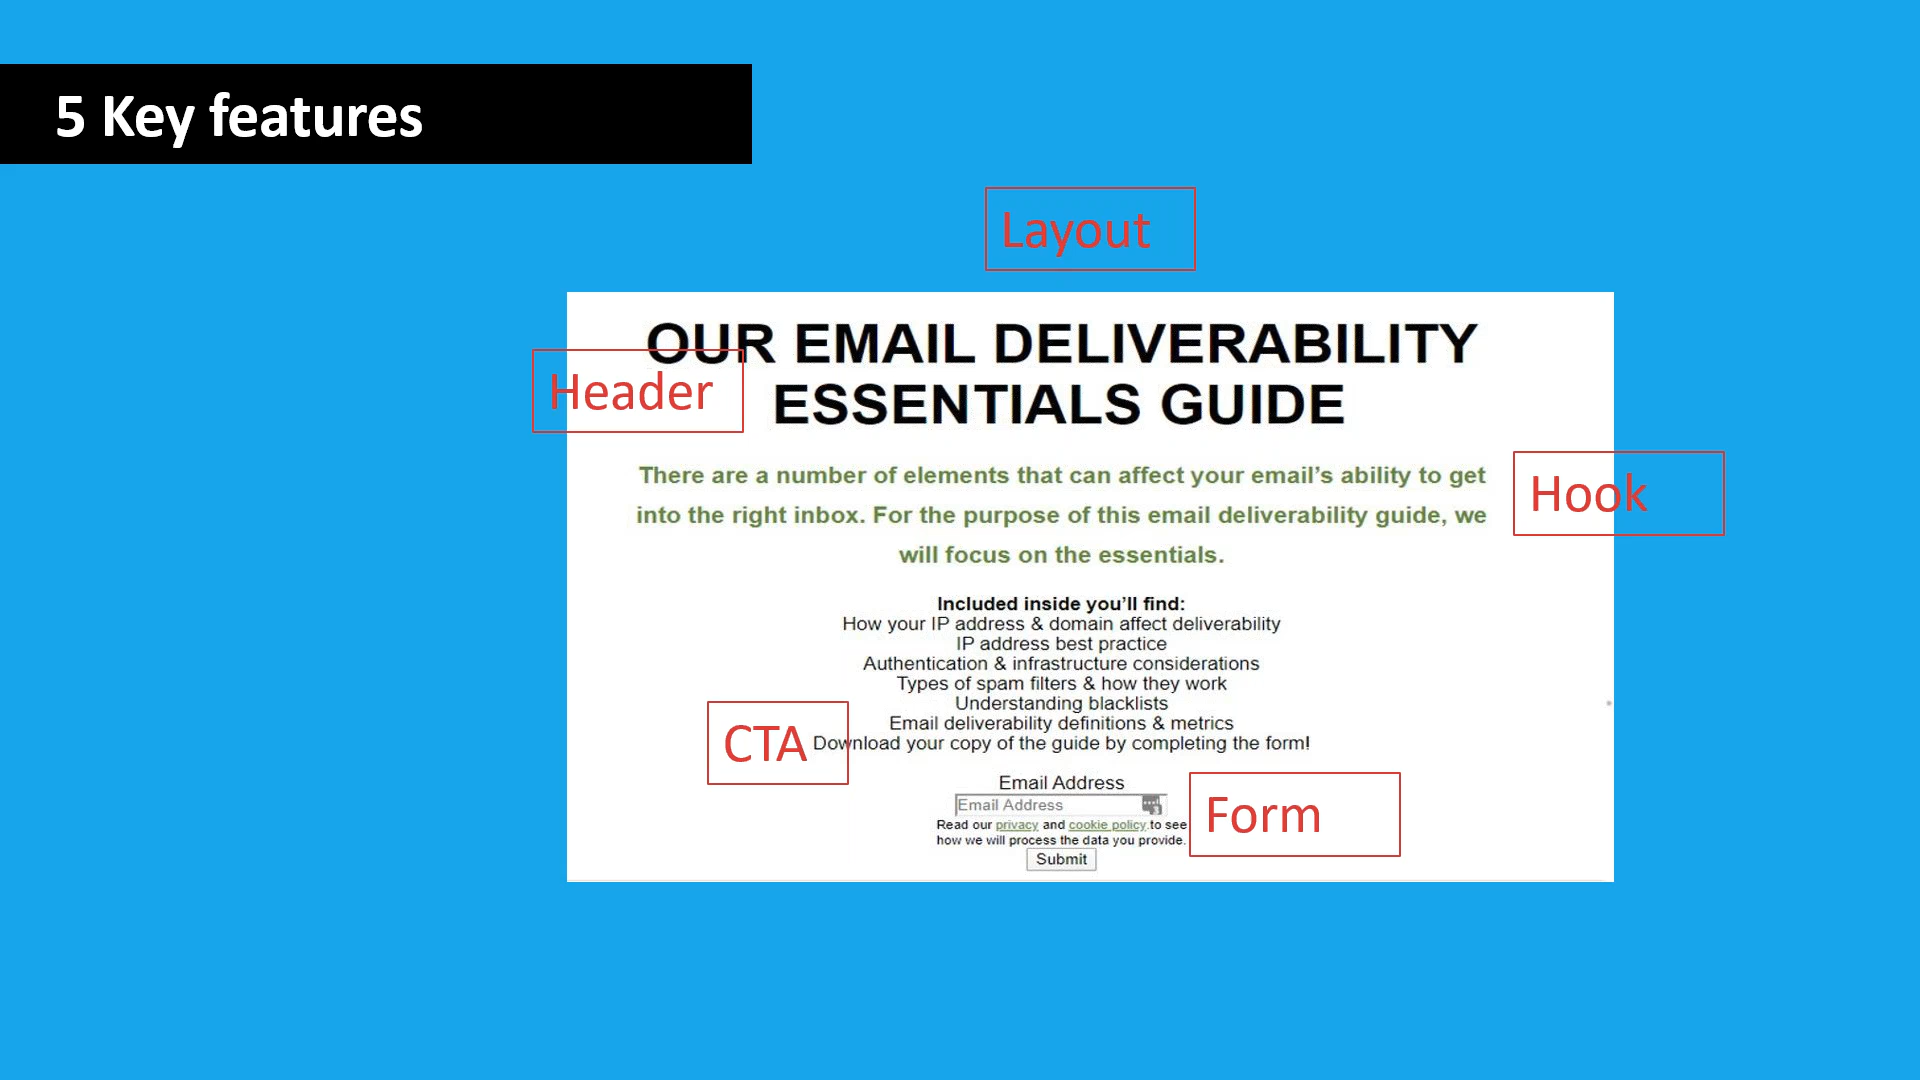 5 Key features
Layout
OUR EMAIL DELIVERABILITY
Header
ESSENTIALS GUIDE
There are a number of elements that can affect your email’s ability to get
Hook
into the right inbox. For the purpose of this email deliverability guide, we
will focus on the essentials.
Included inside you’ll find:
How your IP address & domain affect deliverability
IP address best practice
Authentication & infrastructure considerations
Types of spam filters & how they work
Understanding blacklists
Email deliverability definitions & metrics
CTA
Download your copy of the guide by completing the form!
Email Address
Email Address
Form
Read our privacy and cookie policy to see
how we will process the data you provide.
Submit